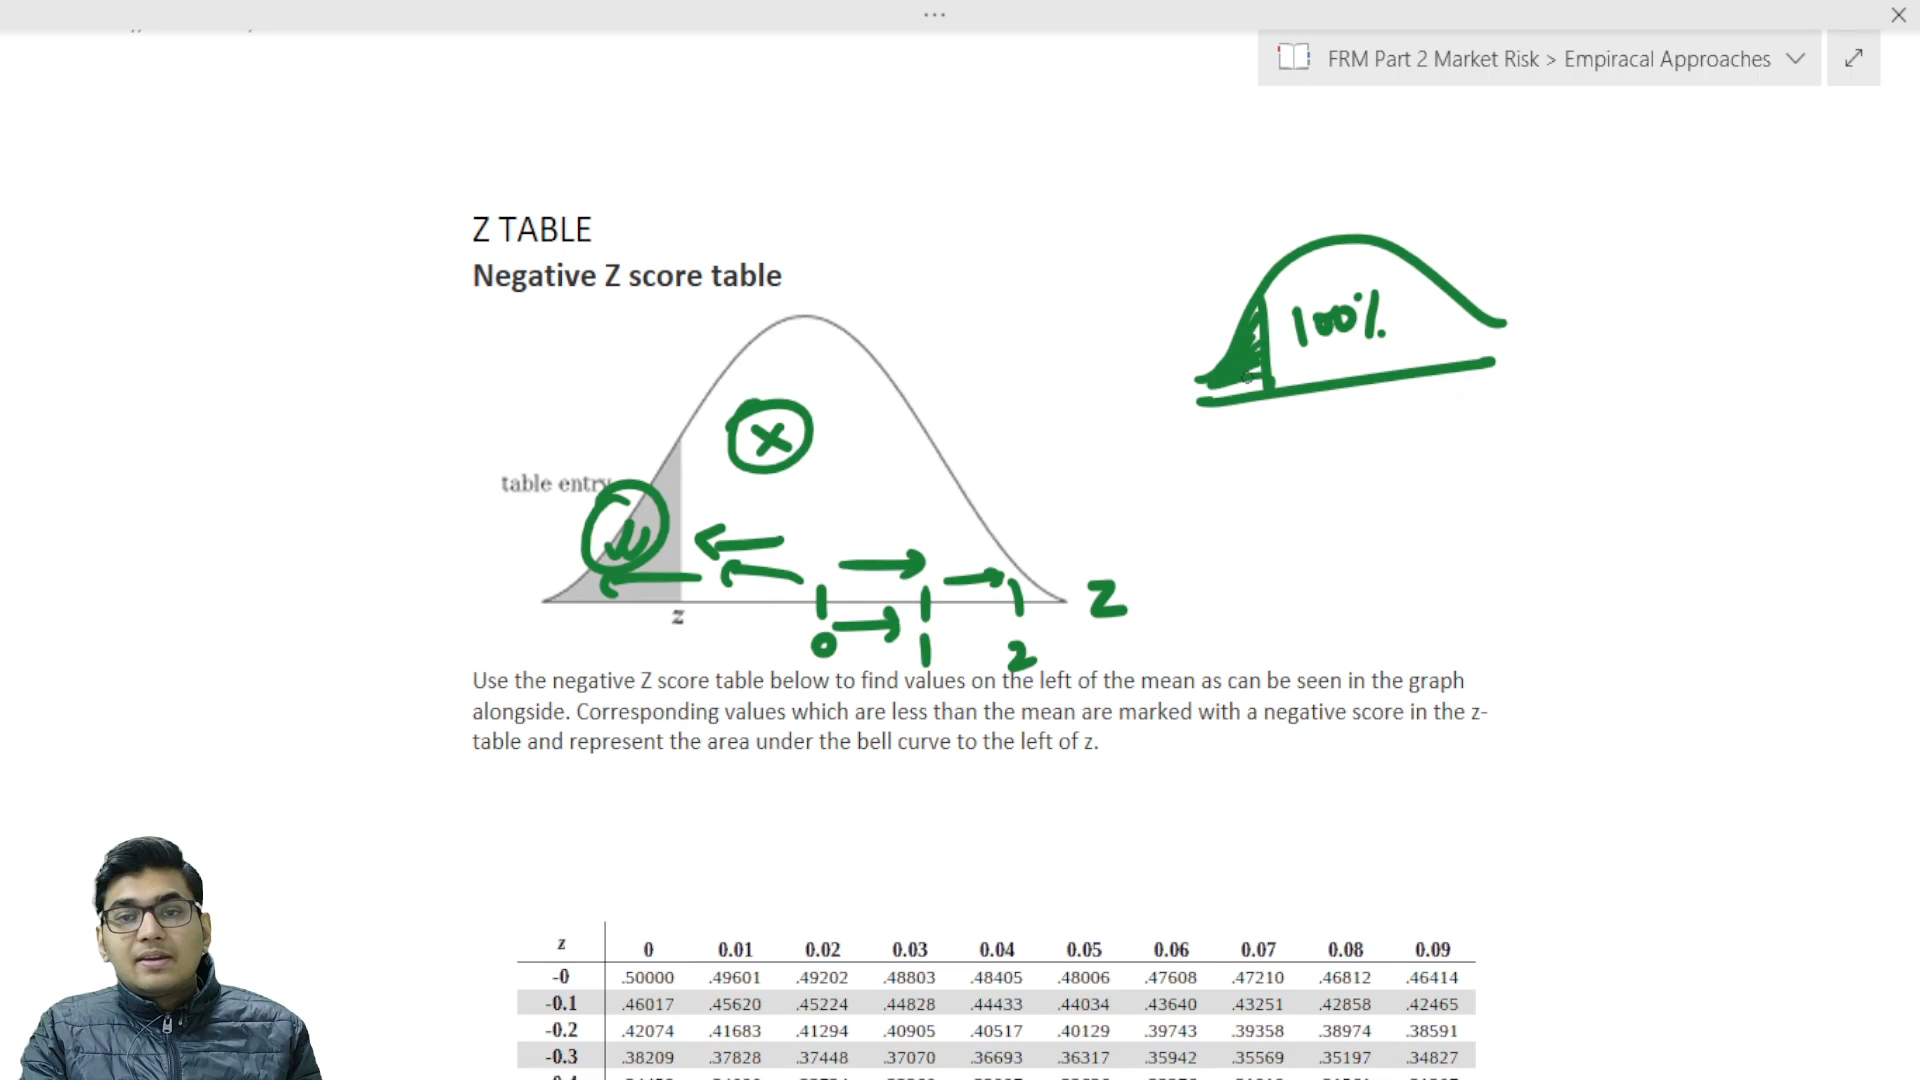 FRM Part 2 Market Risk > Empiracal Approaches
Z TABLE
Negative Z score table
100%
table entry
z
Z
0
1
2
Use the negative Z score table below to find values on the left of the mean as can be seen in the graph
alongside. Corresponding values which are less than the mean are marked with a negative score in the z-
table and represent the area under the bell curve to the left of z.
z 0 0.01 0.02 0.03 0.04 0.05 0.06 0.07 0.08 0.09
-0 .50000 .49601 .49202 .48803 .48405 .48006 .47608 .47210 .46812 .46414
-0.1 .46017 .45620 .45224 .44828 .44433 .44034 .43640 .43251 .42858 .42465
-0.2 .42074 .41683 .41294 .40905 .40517 .40129 .39743 .39358 .38974 .38591
-0.3 .38209 .37828 .37448 .37070 .36693 .36317 .35942 .35569 .35197 .34827